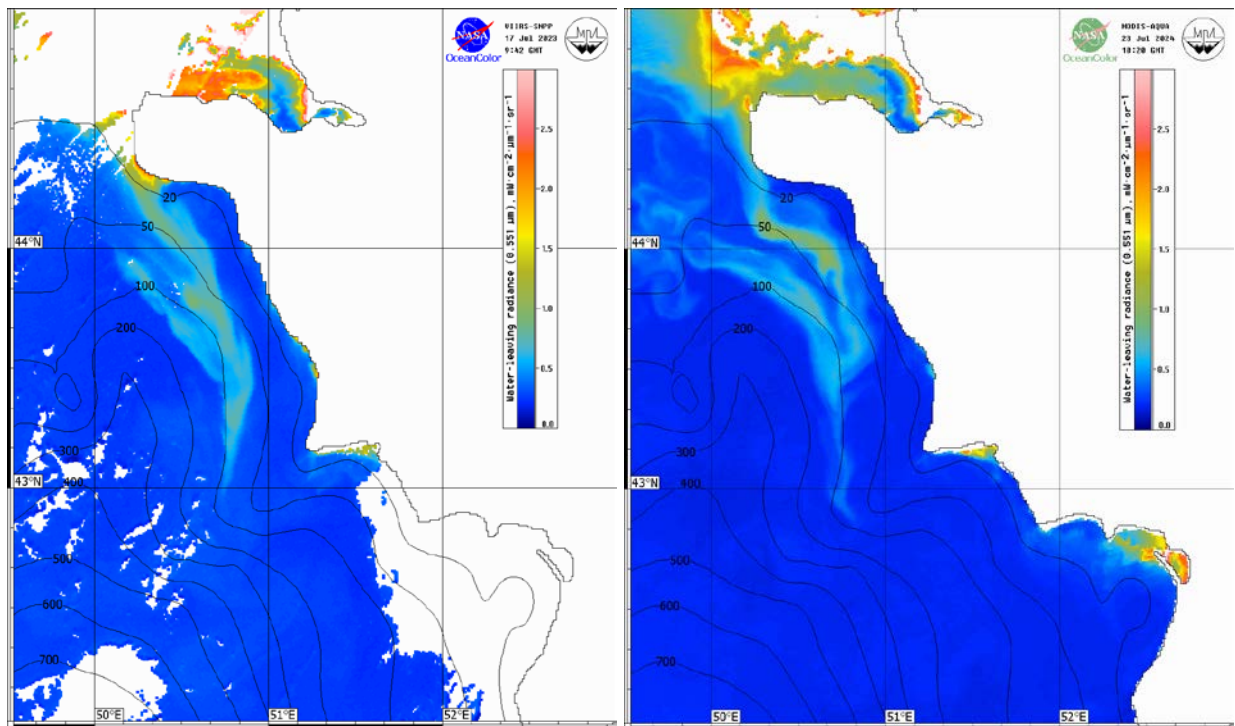 NASA
OceanColor
VIIRS-SNPP
17 Jul 2023
9:42 GMT
Water-leaving radiance (0.551 μm), mW·cm⁻²·μm⁻¹·sr⁻¹
2.5
2.0
1.5
1.0
0.5
0.0
20
50
44°N
100
200
300
43°N
400
500
600
700
50°E
51°E
52°E
NASA
OceanColor
MODIS-AQUA
23 Jul 2024
10:20 GMT
Water-leaving radiance (0.551 μm), mW·cm⁻²·μm⁻¹·sr⁻¹
2.5
2.0
1.5
1.0
0.5
0.0
20
50
44°N
100
200
300
43°N
400
500
600
700
50°E
51°E
52°E